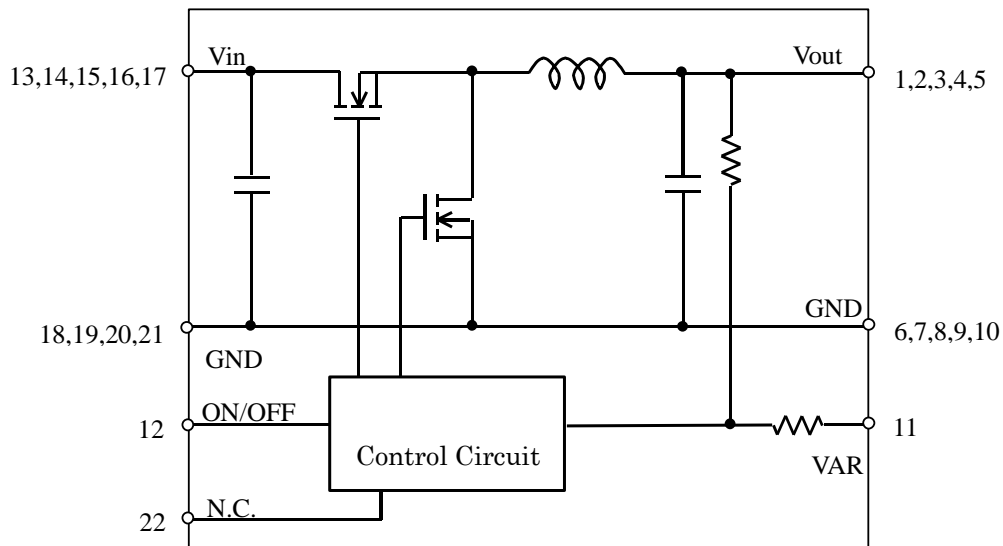 Vin
Vout
13,14,15,16,17
1,2,3,4,5
18,19,20,21
GND
GND
6,7,8,9,10
12
ON/OFF
Control Circuit
11
VAR
22
N.C.